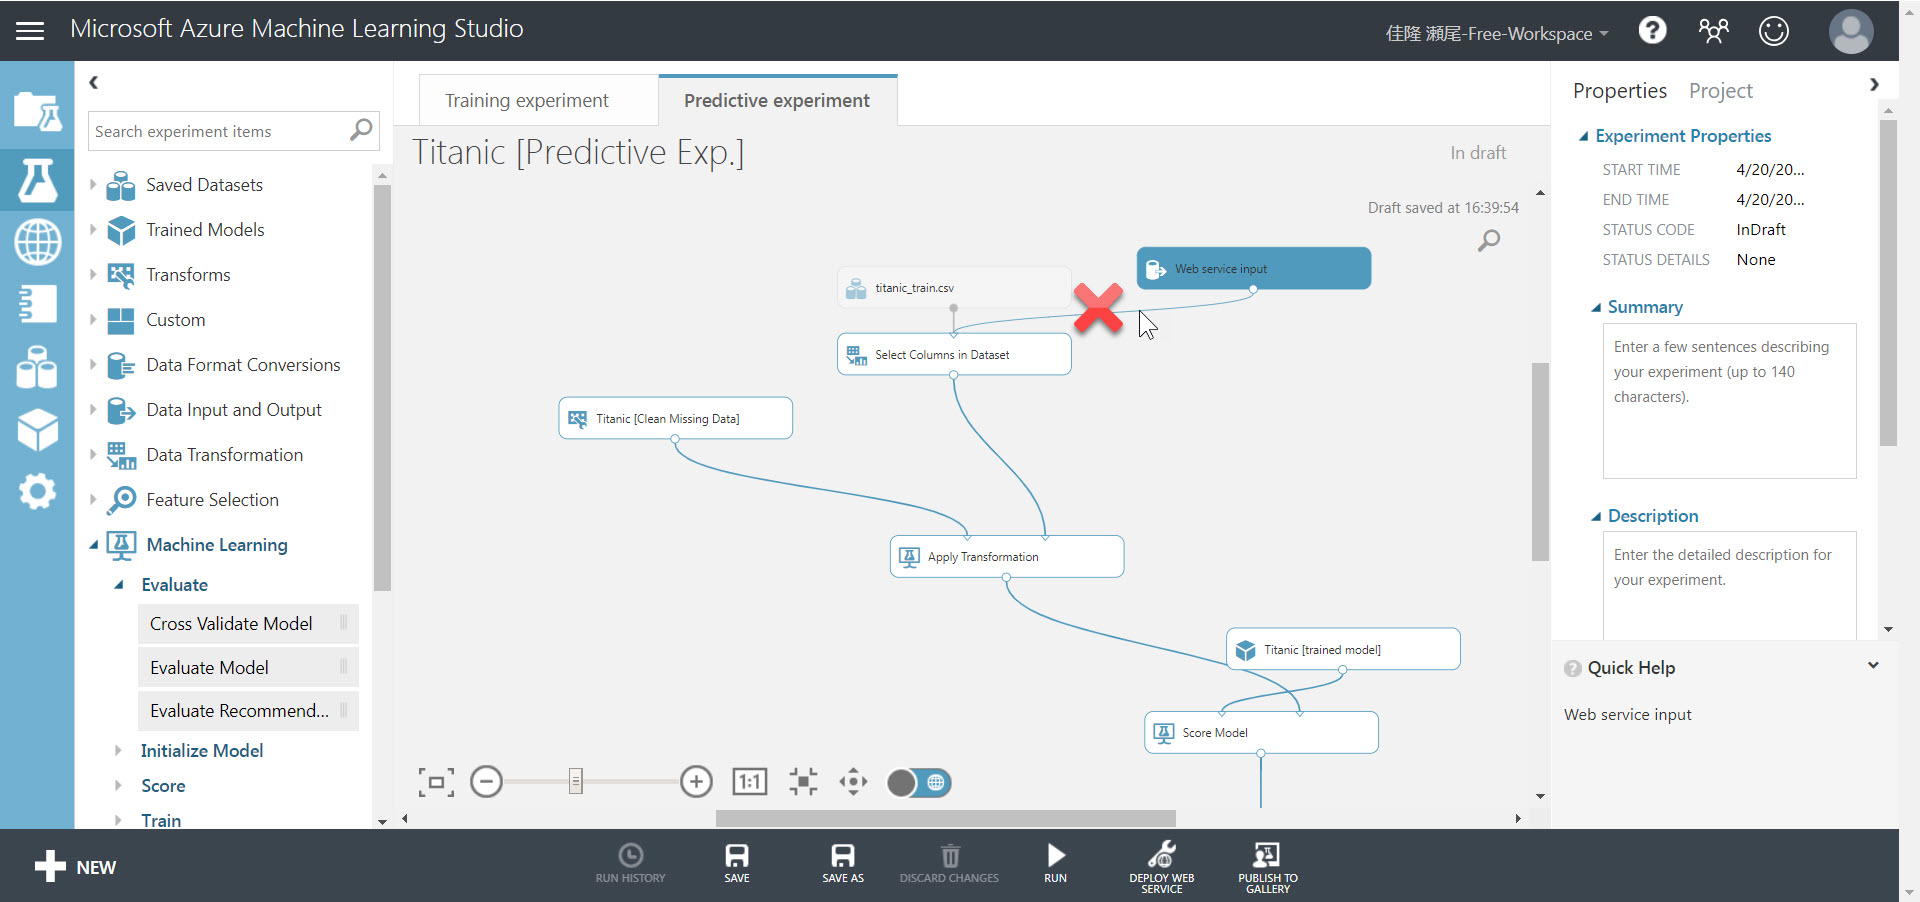 Microsoft Azure Machine Learning Studio
佳隆 瀬尾-Free-Workspace
Training experiment
Predictive experiment
Search experiment items
Saved Datasets
Trained Models
Transforms
Custom
Data Format Conversions
Data Input and Output
Data Transformation
Feature Selection
Machine Learning
Evaluate
Cross Validate Model
Evaluate Model
Evaluate Recommend...
Initialize Model
Score
Train
Titanic [Predictive Exp.]
In draft
Draft saved at 16:39:54
Web service input
titanic_train.csv
Select Columns in Dataset
Titanic [Clean Missing Data]
Apply Transformation
Titanic [trained model]
Score Model
1:1
Properties
Project
Experiment Properties
START TIME 4/20/20...
END TIME 4/20/20...
STATUS CODE InDraft
STATUS DETAILS None
Summary
Enter a few sentences describing
your experiment (up to 140
characters).
Description
Enter the detailed description for
your experiment.
Quick Help
Web service input
NEW
RUN HISTORY
SAVE
SAVE AS
DISCARD CHANGES
RUN
DEPLOY WEB
SERVICE
PUBLISH TO
GALLERY